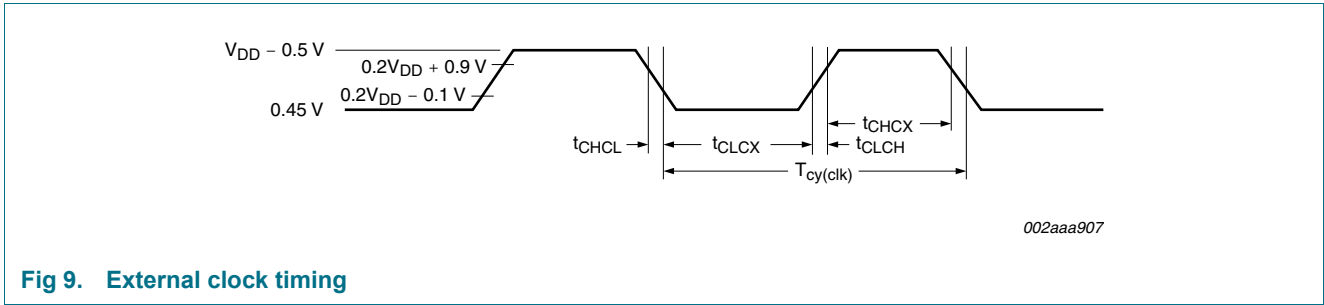 VDD − 0.5 V
0.2VDD + 0.9 V
0.2VDD − 0.1 V
0.45 V
tCHCX
tCHCL
tCLCX
tCLCH
Tcy(clk)
002aaa907
Fig 9. External clock timing